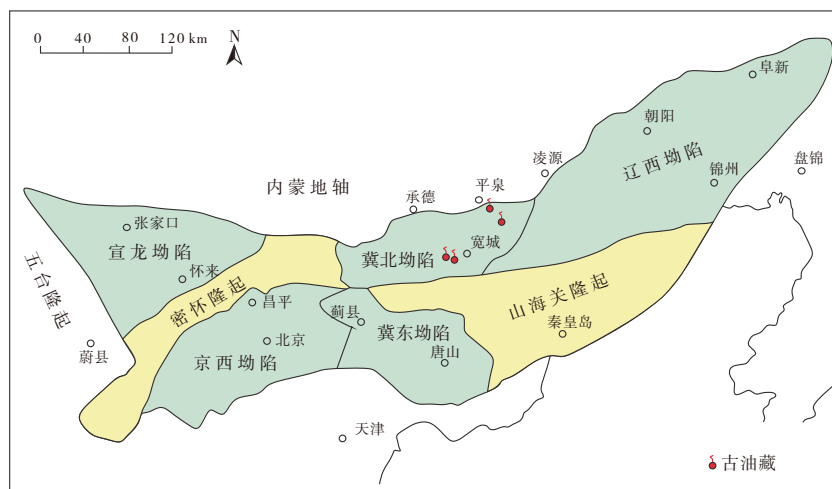 0 40 80 120 km
N
阜新
朝阳
辽西坳陷
盘锦
凌源
锦州
内蒙地轴
承德
平泉
张家口
宣龙坳陷
冀北坳陷
宽城
五台隆起
怀来
密怀隆起
昌平
山海关隆起
蓟县
冀东坳陷
秦皇岛
蔚县
北京
京西坳陷
唐山
天津
古油藏